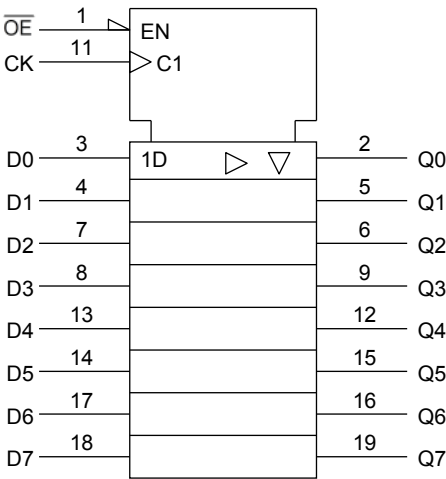 O̅E̅ 1 EN
CK 11 C1
D0 3 1D 2 Q0
D1 4 5 Q1
D2 7 6 Q2
D3 8 9 Q3
D4 13 12 Q4
D5 14 15 Q5
D6 17 16 Q6
D7 18 19 Q7